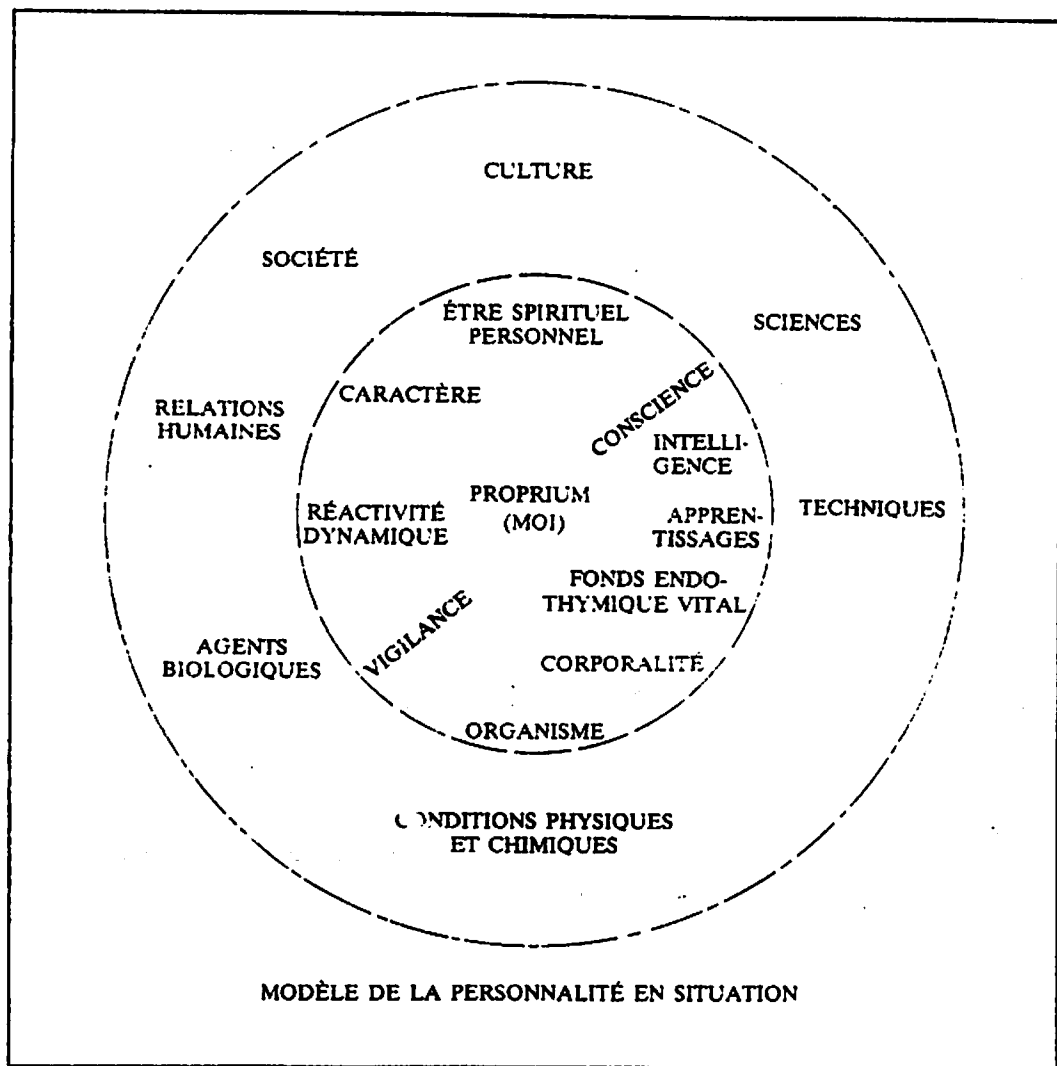 CULTURE
SOCIÉTÉ
ÊTRE SPIRITUEL
PERSONNEL
SCIENCES
CARACTÈRE
CONSCIENCE
RELATIONS
HUMAINES
INTELLI-
GENCE
PROPRIUM
(MOI)
RÉACTIVITÉ
DYNAMIQUE
APPREN-
TISSAGES
TECHNIQUES
FONDS ENDO-
THYMIQUE VITAL
VIGILANCE
AGENTS
BIOLOGIQUES
CORPORALITÉ
ORGANISME
CONDITIONS PHYSIQUES
ET CHIMIQUES
MODÈLE DE LA PERSONNALITÉ EN SITUATION